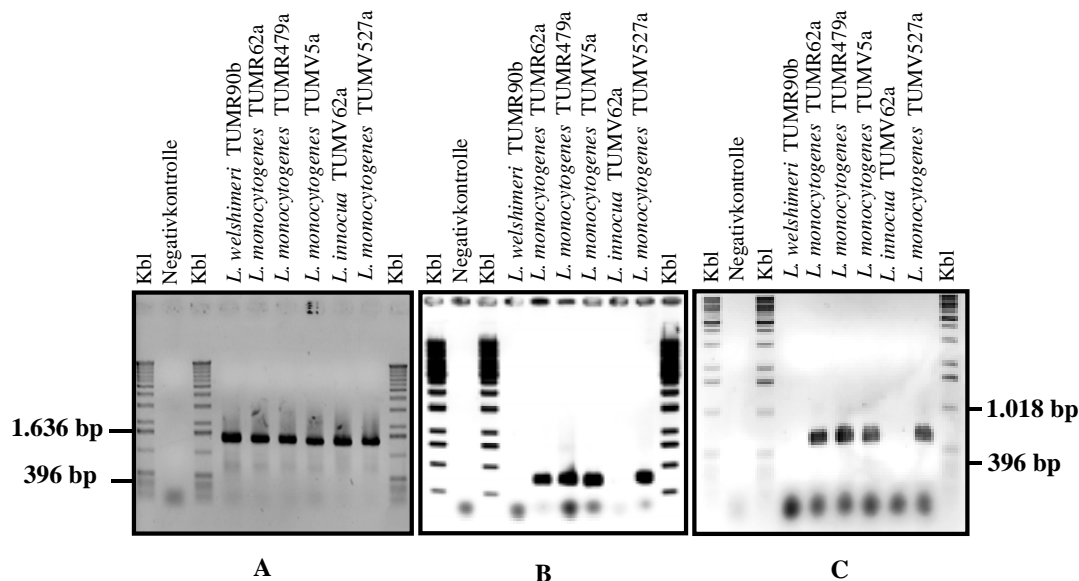 Kbl
Negativkontrolle
Kbl
L. welshimeri TUMR90b
L. monocytogenes TUMR62a
L. monocytogenes TUMR479a
L. monocytogenes TUMV5a
L. innocua TUMV62a
L. monocytogenes TUMV527a
Kbl
Kbl
Negativkontrolle
Kbl
L. welshimeri TUMR90b
L. monocytogenes TUMR62a
L. monocytogenes TUMR479a
L. monocytogenes TUMV5a
L. innocua TUMV62a
L. monocytogenes TUMV527a
Kbl
Kbl
Negativkontrolle
Kbl
L. welshimeri TUMR90b
L. monocytogenes TUMR62a
L. monocytogenes TUMR479a
L. monocytogenes TUMV5a
L. innocua TUMV62a
L. monocytogenes TUMV527a
Kbl
1.636 bp
396 bp
1.018 bp
396 bp
A
B
C